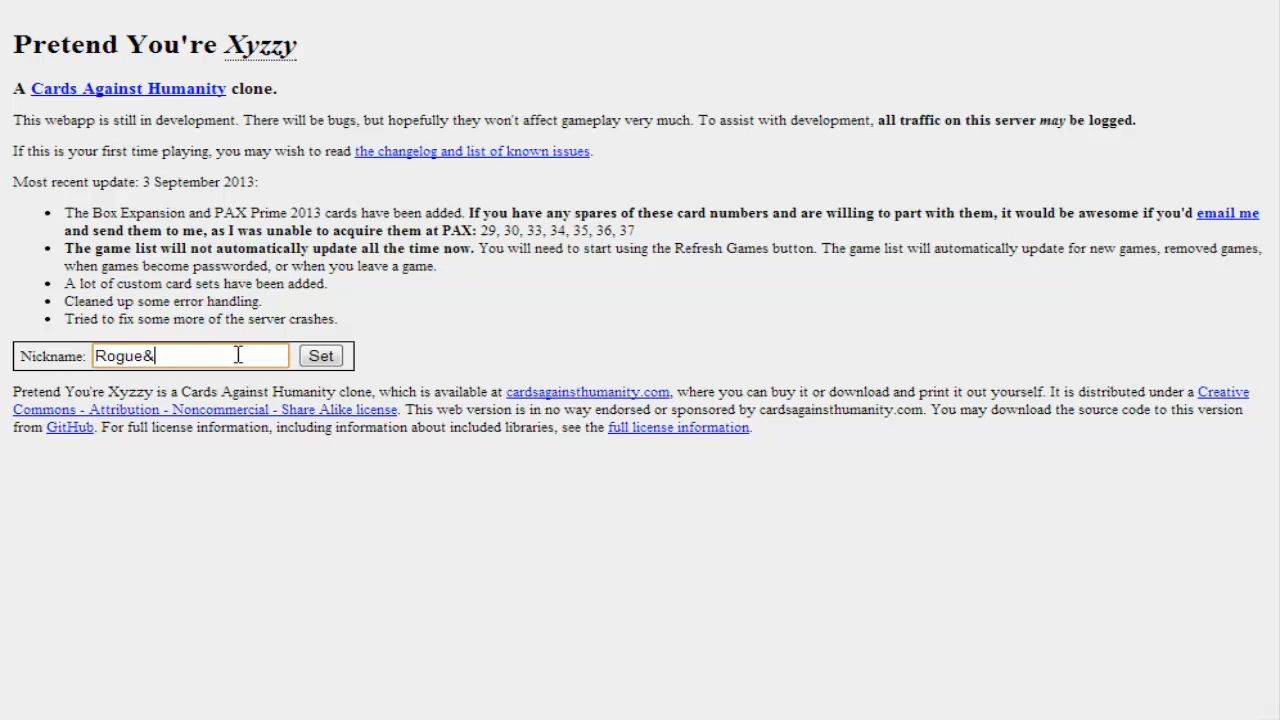 Pretend You're Xyzzy
A Cards Against Humanity clone.
This webapp is still in development. There will be bugs, but hopefully they won't affect gameplay very much. To assist with development, all traffic on this server may be logged.
If this is your first time playing, you may wish to read the changelog and list of known issues.
Most recent update: 3 September 2013:
• The Box Expansion and PAX Prime 2013 cards have been added. If you have any spares of these card numbers and are willing to part with them, it would be awesome if you'd email me
and send them to me, as I was unable to acquire them at PAX: 29, 30, 33, 34, 35, 36, 37
• The game list will not automatically update all the time now. You will need to start using the Refresh Games button. The game list will automatically update for new games, removed games,
when games become passworded, or when you leave a game.
• A lot of custom card sets have been added.
• Cleaned up some error handling.
• Tried to fix some more of the server crashes.
Nickname: Rogue& Set
Pretend You're Xyzzy is a Cards Against Humanity clone, which is available at cardsagainsthumanity.com, where you can buy it or download and print it out yourself. It is distributed under a Creative
Commons - Attribution - Noncommercial - Share Alike license. This web version is in no way endorsed or sponsored by cardsagainsthumanity.com. You may download the source code to this version
from GitHub. For full license information, including information about included libraries, see the full license information.